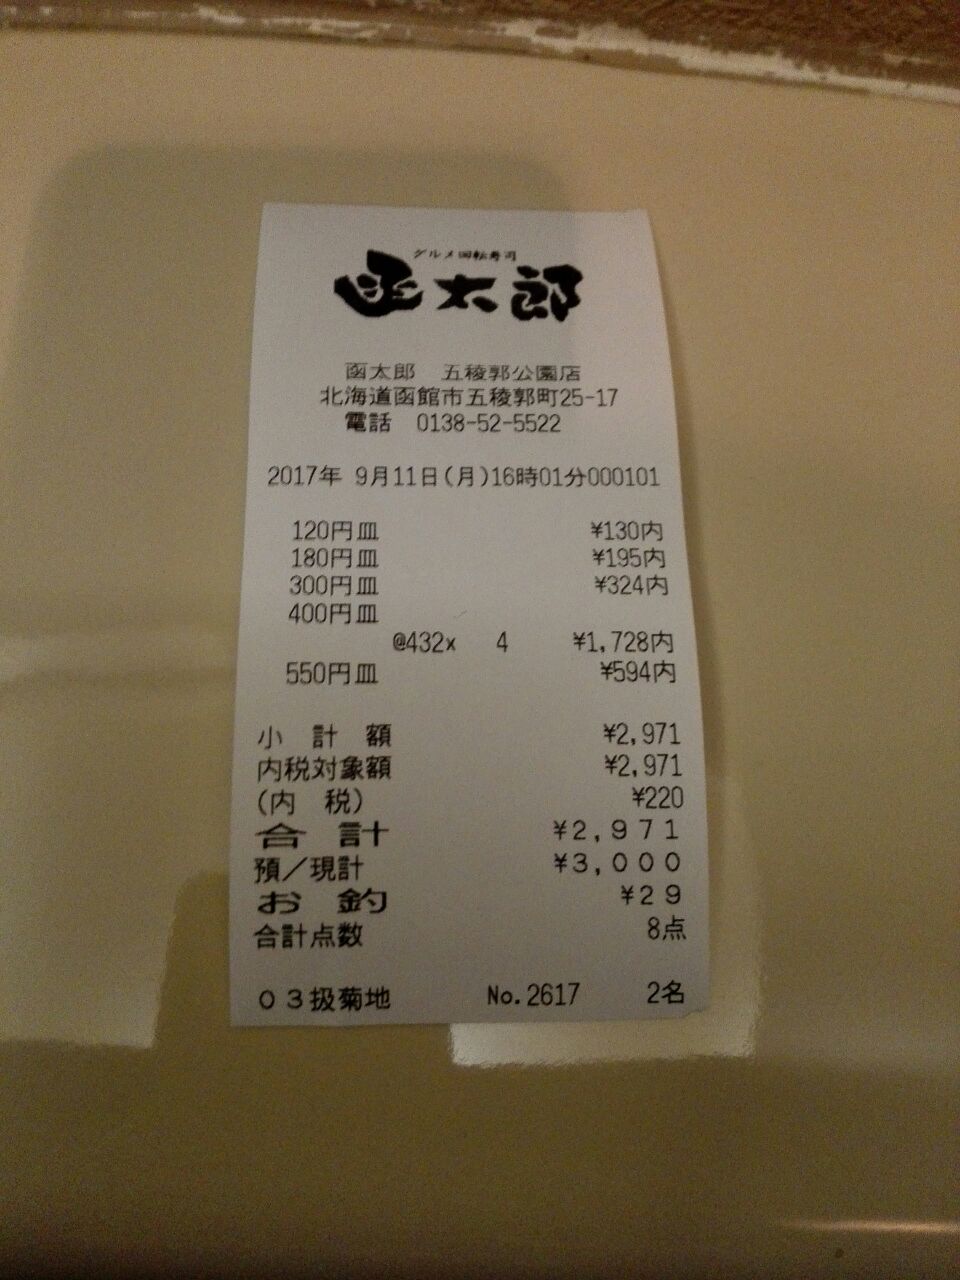 グルメ回転寿司
函太郎
函太郎 五稜郭公園店
北海道函館市五稜郭町25-17
電話 0138-52-5522
2017年 9月11日(月)16時01分000101
120円皿 ¥130内
180円皿 ¥195内
300円皿 ¥324内
400円皿
@432x 4 ¥1,728内
550円皿 ¥594内
小計額 ¥2,971
内税対象額 ¥2,971
(内 税) ¥220
合計 ¥2,971
預/現計 ¥3,000
お釣 ¥29
合計点数 8点
03扱菊地 No.2617 2名